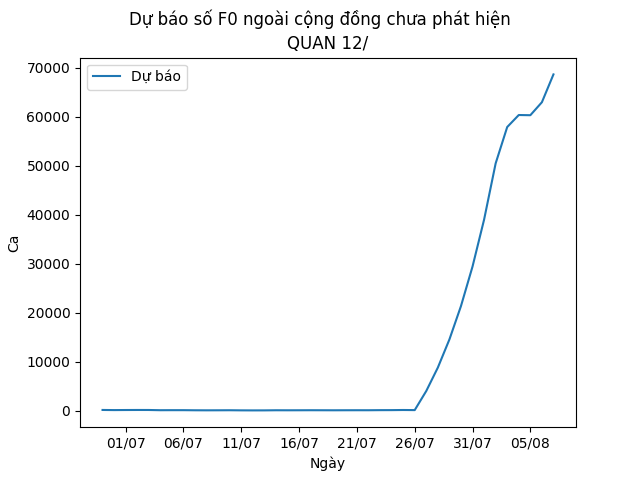 Dự báo số F0 ngoài cộng đồng chưa phát hiện
QUAN 12/
Dự báo
70000
60000
50000
40000
30000
20000
10000
0
Ca
01/07 06/07 11/07 16/07 21/07 26/07 31/07 05/08
Ngày